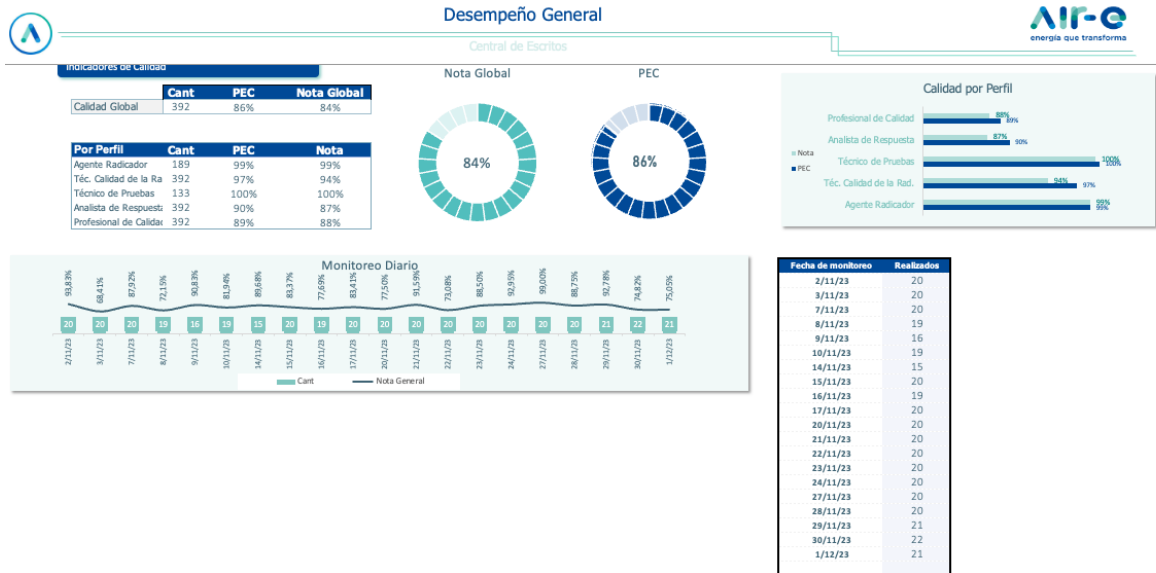 Desempeño General
AIr-e
energía que transforma
Central de Escritos
Indicadores de Calidad
Cant PEC Nota Global
Calidad Global 392 86% 84%
Por Perfil Cant PEC Nota
Agente Radicador 189 99% 99%
Téc. Calidad de la Ra 392 97% 94%
Técnico de Pruebas 133 100% 100%
Analista de Respuest 392 90% 87%
Profesional de Calida 392 89% 88%
Nota Global
84%
PEC
86%
Calidad por Perfil
Profesional de Calidad 88% 89%
Analista de Respuesta 87% 90%
Técnico de Pruebas 100% 100%
Téc. Calidad de la Rad. 94% 97%
Agente Radicador 99% 99%
Nota
PEC
Monitoreo Diario
93,83% 68,41% 87,92% 72,15% 90,83% 81,94% 89,68% 83,37% 77,69% 83,41% 77,50% 91,59% 73,08% 88,50% 92,95% 99,00% 88,75% 92,78% 74,82% 75,05%
20 20 20 19 16 19 15 20 19 20 20 20 20 20 20 20 20 21 22 21
2/11/23 3/11/23 7/11/23 8/11/23 9/11/23 10/11/23 14/11/23 15/11/23 16/11/23 17/11/23 20/11/23 21/11/23 22/11/23 23/11/23 24/11/23 27/11/23 28/11/23 29/11/23 30/11/23 1/12/23
Cant Nota General
Fecha de monitoreo Realizados
2/11/23 20
3/11/23 20
7/11/23 20
8/11/23 19
9/11/23 16
10/11/23 19
14/11/23 15
15/11/23 20
16/11/23 19
17/11/23 20
20/11/23 20
21/11/23 20
22/11/23 20
23/11/23 20
24/11/23 20
27/11/23 20
28/11/23 20
29/11/23 21
30/11/23 22
1/12/23 21